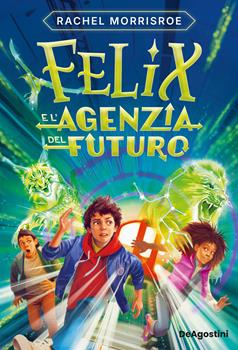 RACHEL MORRISROE
FELIX
E L'AGENZIA
DEL FUTURO
DeAgostini